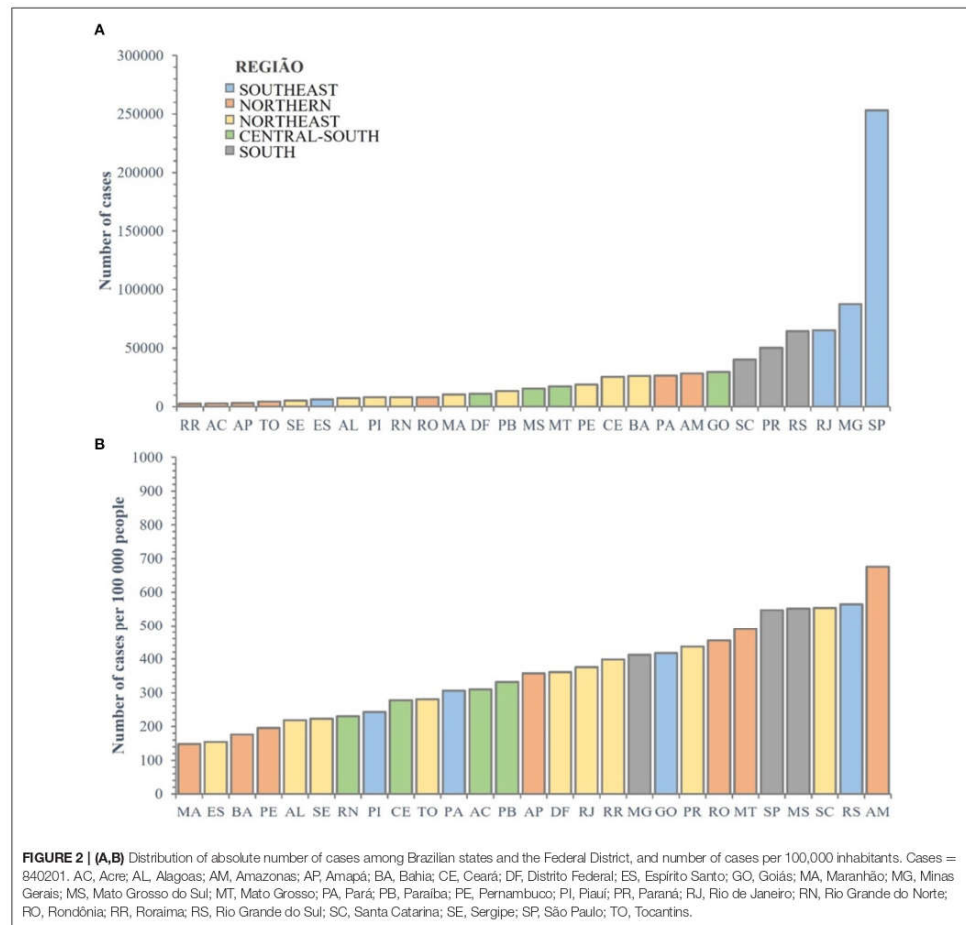 A
300000
250000
200000
150000
100000
50000
0
Number of cases
REGIÃO
SOUTHEAST
NORTHERN
NORTHEAST
CENTRAL-SOUTH
SOUTH
RR AC AP TO SE ES AL PI RN RO MA DF PB MS MT PE CE BA PA AM GO SC PR RS RJ MG SP
B
1000
900
800
700
600
500
400
300
200
100
0
Number of cases per 100 000 people
MA ES BA PE AL SE RN PI CE TO PA AC PB AP DF RJ RR MG GO PR RO MT SP MS SC RS AM
FIGURE 2 | (A,B) Distribution of absolute number of cases among Brazilian states and the Federal District, and number of cases per 100,000 inhabitants. Cases =
840201. AC, Acre; AL, Alagoas; AM, Amazonas; AP, Amapá; BA, Bahia; CE, Ceará; DF, Distrito Federal; ES, Espírito Santo; GO, Goiás; MA, Maranhão; MG, Minas
Gerais; MS, Mato Grosso do Sul; MT, Mato Grosso; PA, Pará; PB, Paraíba; PE, Pernambuco; PI, Piauí; PR, Paraná; RJ, Rio de Janeiro; RN, Rio Grande do Norte;
RO, Rondônia; RR, Roraima; RS, Rio Grande do Sul; SC, Santa Catarina; SE, Sergipe; SP, São Paulo; TO, Tocantins.